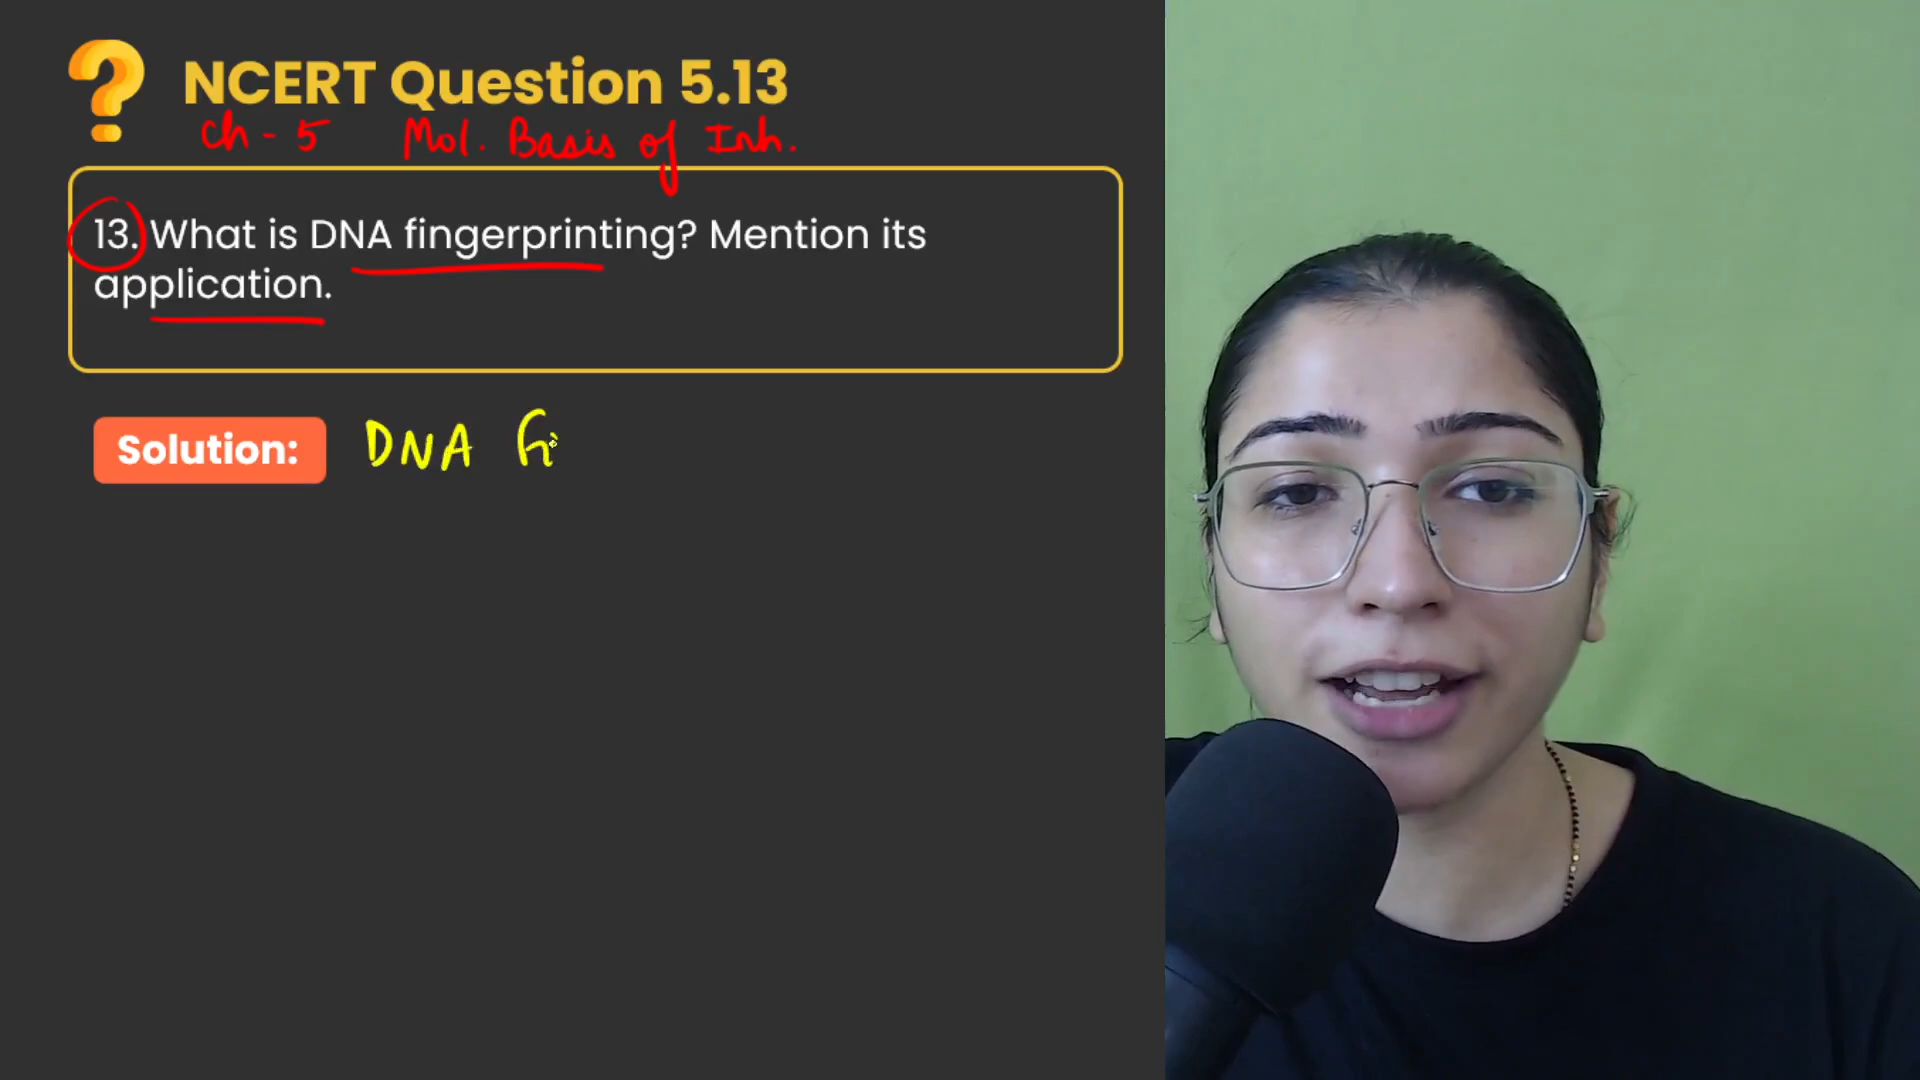 NCERT Question 5.13
Ch - 5 Mol. Basis of Inh.
13. What is DNA fingerprinting? Mention its
application.
Solution: DNA Fi